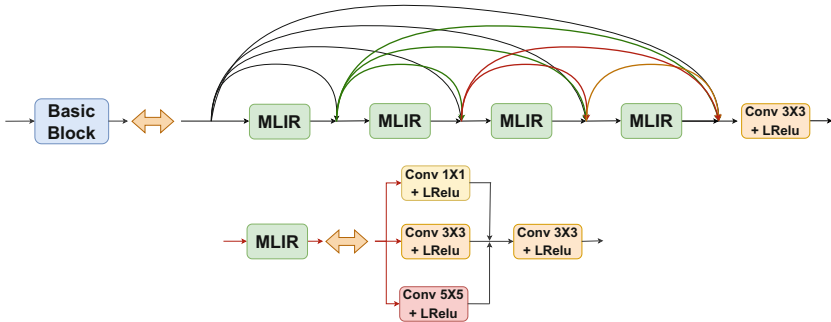 Basic
Block
MLIR
MLIR
MLIR
MLIR
Conv 3X3
+ LRelu
MLIR
Conv 1X1
+ LRelu
Conv 3X3
+ LRelu
Conv 5X5
+ LRelu
Conv 3X3
+ LRelu